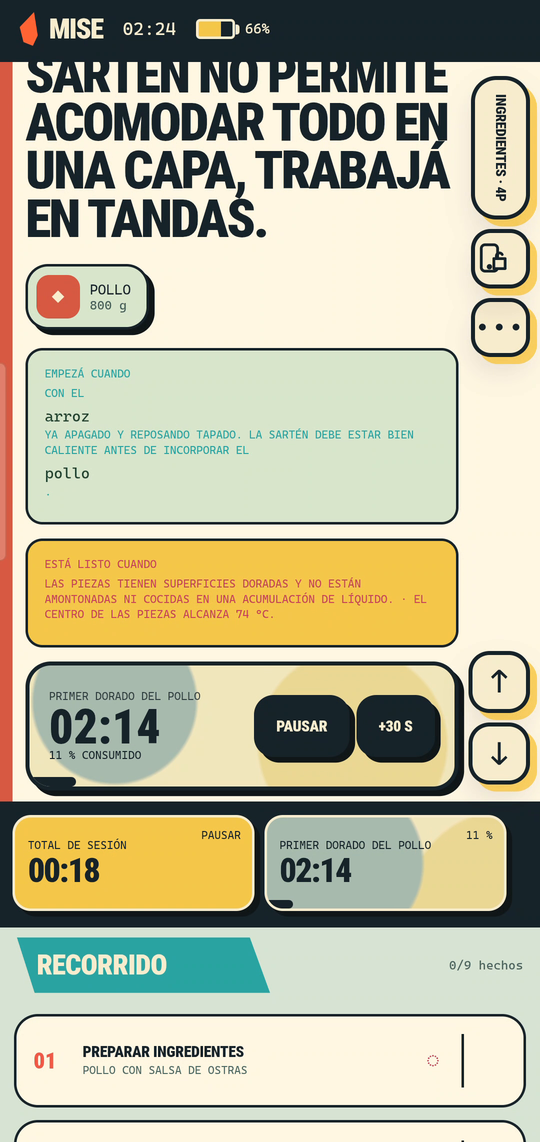 MISE 02:24 66%
SARTÉN NO PERMITE
ACOMODAR TODO EN
UNA CAPA, TRABAJÁ
EN TANDAS.
INGREDIENTES · 4P
POLLO
800 g
EMPEZÁ CUANDO
CON EL
arroz
YA APAGADO Y REPOSANDO TAPADO. LA SARTÉN DEBE ESTAR BIEN
CALIENTE ANTES DE INCORPORAR EL
pollo
.
ESTÁ LISTO CUANDO
LAS PIEZAS TIENEN SUPERFICIES DORADAS Y NO ESTÁN
AMONTONADAS NI COCIDAS EN UNA ACUMULACIÓN DE LÍQUIDO. · EL
CENTRO DE LAS PIEZAS ALCANZA 74 °C.
PRIMER DORADO DEL POLLO
02:14
11 % CONSUMIDO
PAUSAR
+30 S
TOTAL DE SESIÓN
PAUSAR
00:18
PRIMER DORADO DEL POLLO
11 %
02:14
RECORRIDO
0/9 hechos
01
PREPARAR INGREDIENTES
POLLO CON SALSA DE OSTRAS